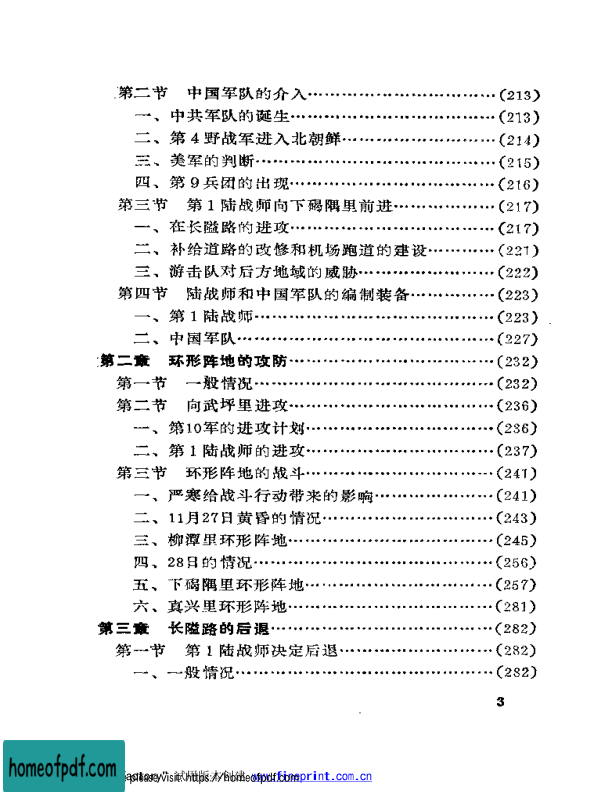 第二节 中国军队的介入……………………………(213)
一、中共军队的诞生………………………………(213)
二、第4野战军进入北朝鲜………………………(214)
三、美军的判断……………………………………(215)
四、第9兵团的出现………………………………(216)
第三节 第1陆战师向下碣隅里前进………………(217)
一、在长隘路的进攻………………………………(217)
二、补给道路的改修和机场跑道的建设…………(221)
三、游击队对后方地域的威胁……………………(222)
第四节 陆战师和中国军队的编制装备……………(223)
一、第1陆战师……………………………………(223)
二、中国军队………………………………………(227)
第二章 环形阵地的攻防………………………………(232)
第一节 一般情况……………………………………(232)
第二节 向武坪里进攻………………………………(236)
一、第10军的进攻计划……………………………(236)
二、第1陆战师的进攻……………………………(237)
第三节 环形阵地的战斗……………………………(241)
一、严寒给战斗行动带来的影响…………………(241)
二、11月27日黄昏的情况…………………………(243)
三、柳潭里环形阵地………………………………(245)
四、28日的情况……………………………………(256)
五、下碣隅里环形阵地……………………………(257)
六、真兴里环形阵地………………………………(281)
第三章 长隘路的后退…………………………………(282)
第一节 第1陆战师决定后退………………………(282)
一、一般情况………………………………………(282)
3
homeofpdf.com
please visit: https://homeofpdf.com
www.fineprint.com.cn